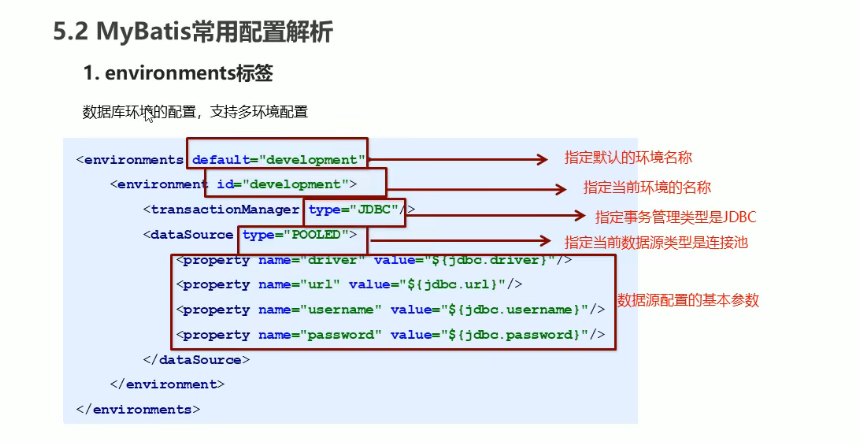 5.2 MyBatis常用配置解析
1. environments标签
数据库环境的配置，支持多环境配置
<environments default="development" 指定默认的环境名称
<environment id="development"> 指定当前环境的名称
<transactionManager type="JDBC"/> 指定事务管理类型是JDBC
<dataSource type="POOLED"> 指定当前数据源类型是连接池
<property name="driver" value="${jdbc.driver}"/>
<property name="url" value="${jdbc.url}"/>
<property name="username" value="${jdbc.username}"/> 数据源配置的基本参数
<property name="password" value="${jdbc.password}"/>
</dataSource>
</environment>
</environments>